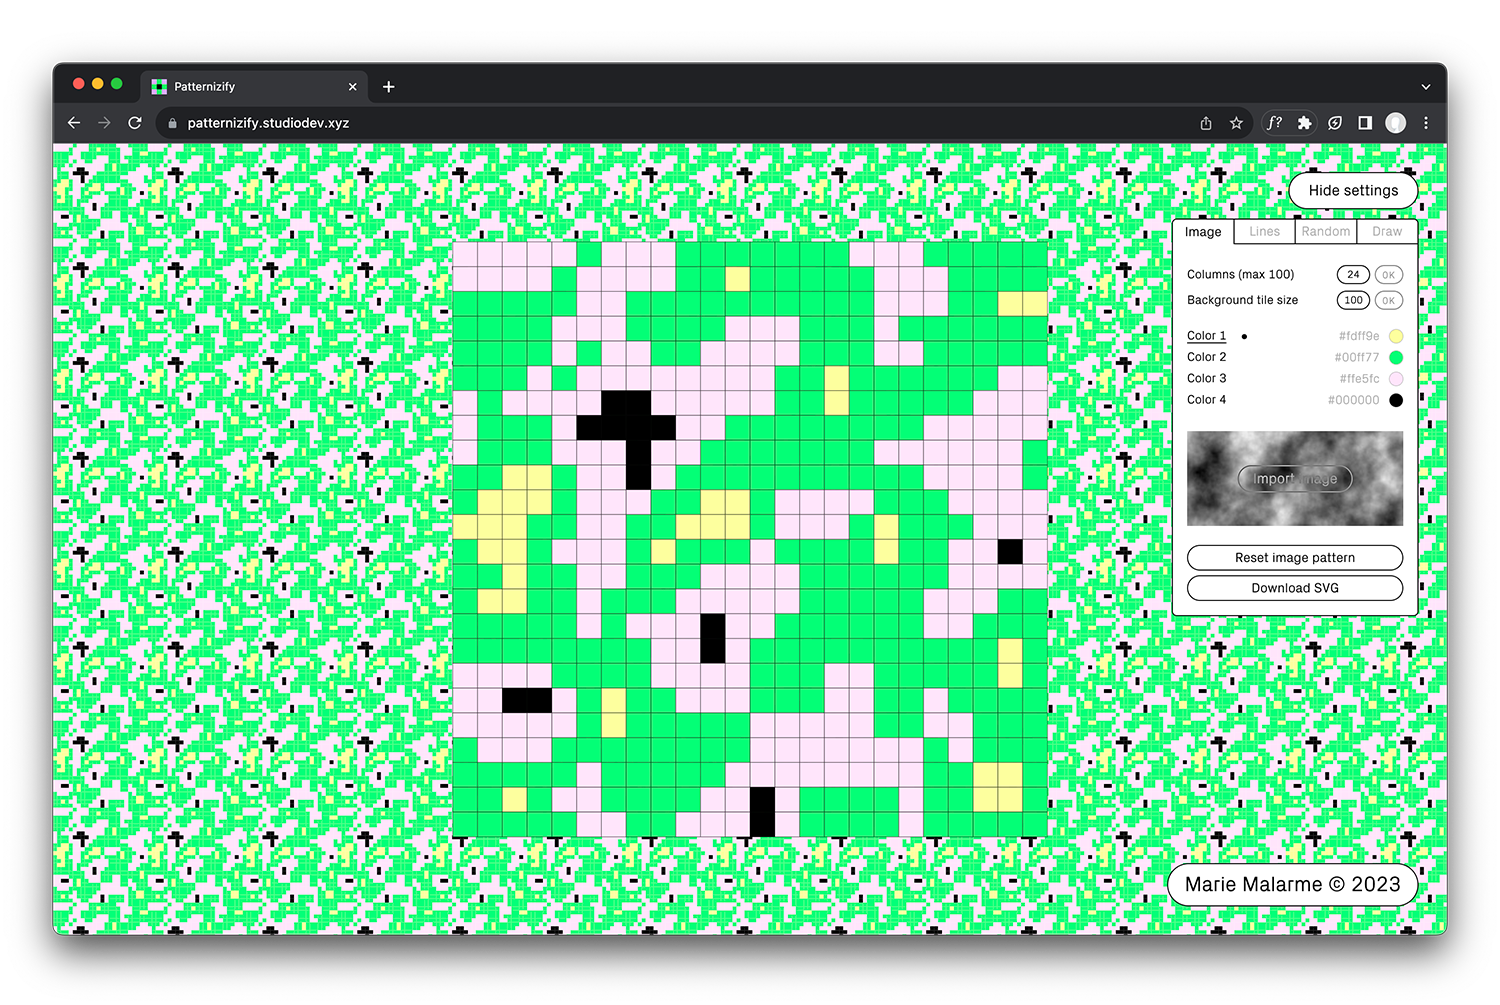 Patternizify
patternizify.studiodev.xyz
f?
Hide settings
Image Lines Random Draw
Columns (max 100) 24 OK
Background tile size 100 OK
Color 1 #fdff9e
Color 2 #00ff77
Color 3 #ffe5fc
Color 4 #000000
Import image
Reset image pattern
Download SVG
Marie Malarme © 2023